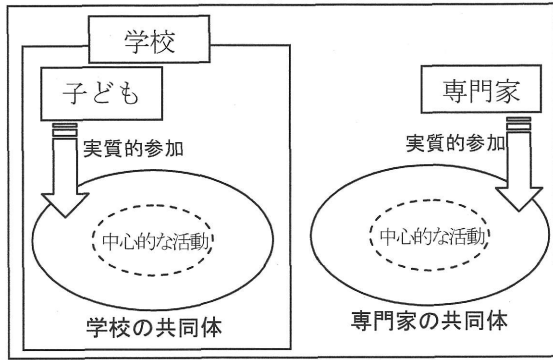 学校
子ども
専門家
実質的参加
実質的参加
中心的な活動
中心的な活動
学校の共同体
専門家の共同体